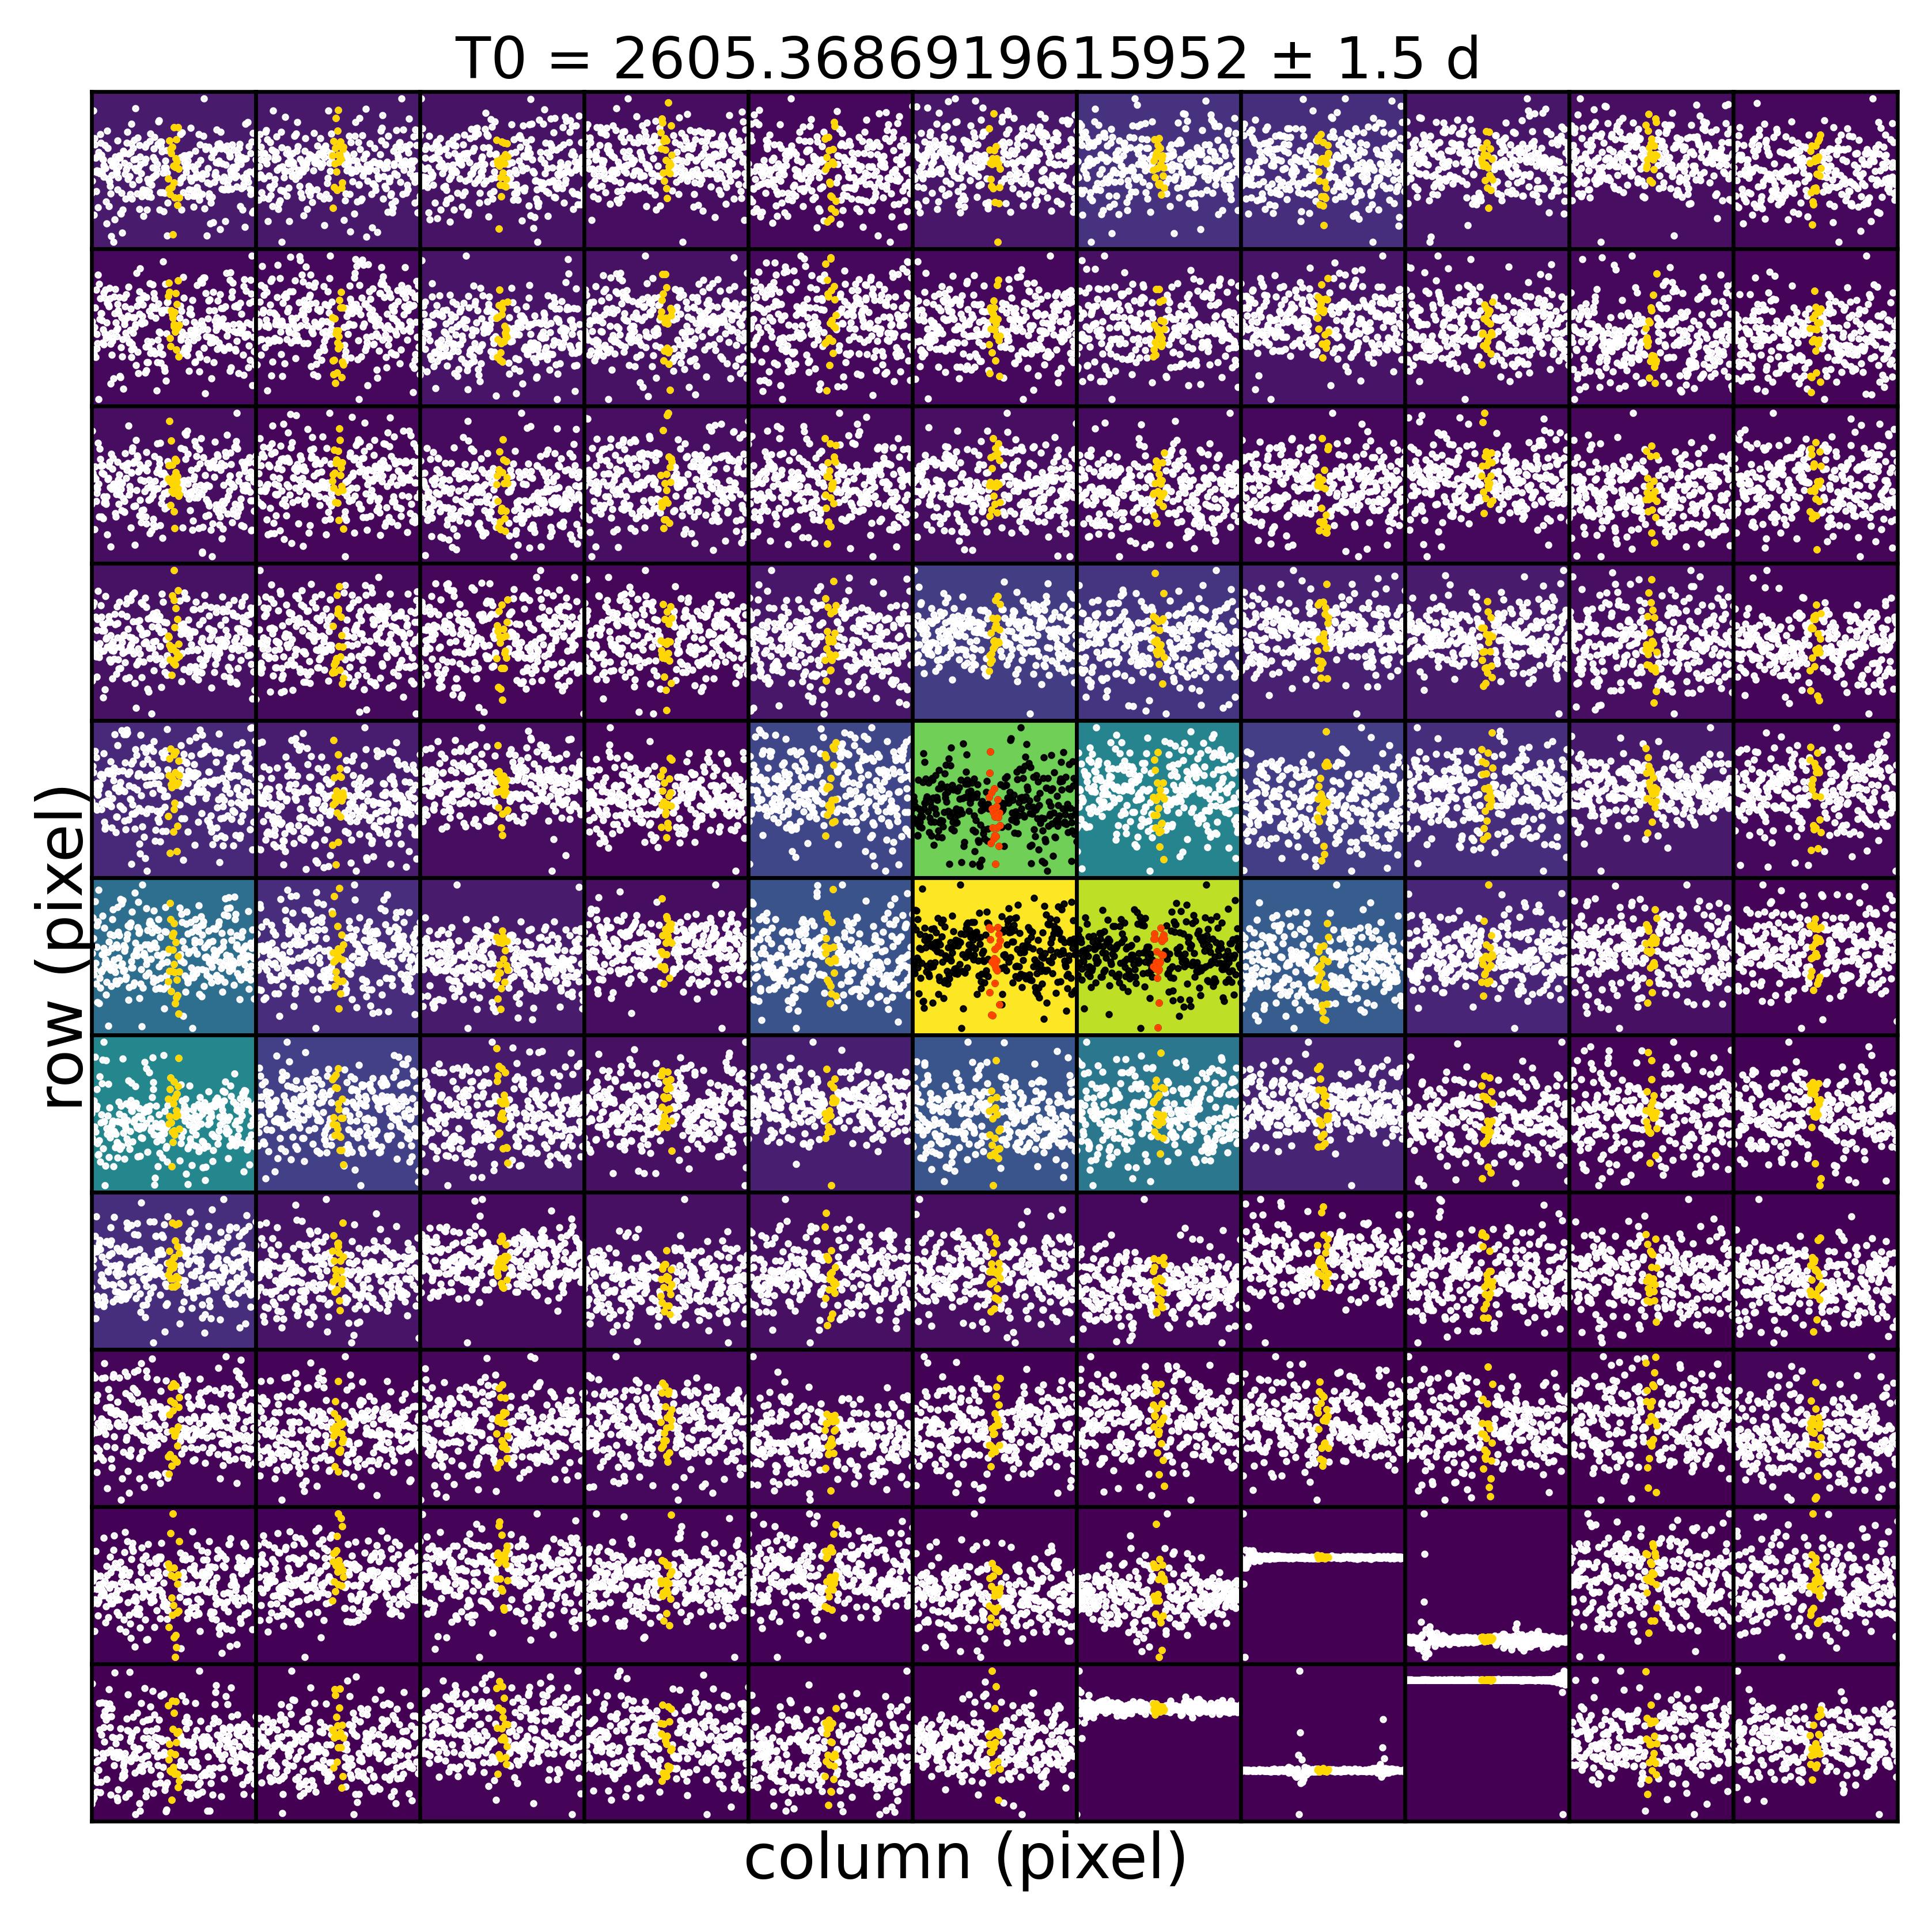 T0 = 2605.3686919615952 ± 1.5 d
row (pixel)
column (pixel)